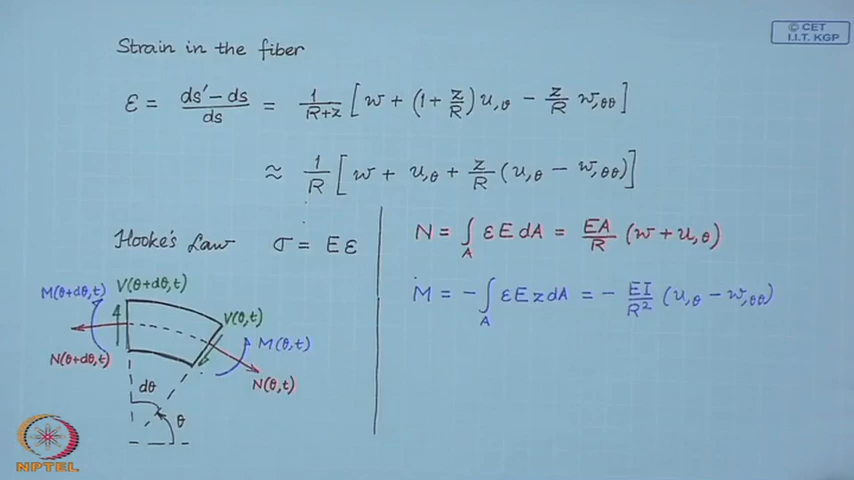 © CET
I.I.T. KGP
Strain in the fiber
ε = (ds' - ds)/ds = 1/(R+z) [w + (1 + z/R) u,θ - z/R w,θθ]
≈ 1/R [w + u,θ + z/R (u,θ - w,θθ)]
Hooke's Law σ = Eε
N = ∫_A εE dA = EA/R (w + u,θ)
M = - ∫_A εE z dA = - EI/R² (u,θ - w,θθ)
V(θ+dθ,t)
M(θ+dθ,t)
V(θ,t)
M(θ,t)
N(θ+dθ,t)
N(θ,t)
dθ
θ
NPTEL